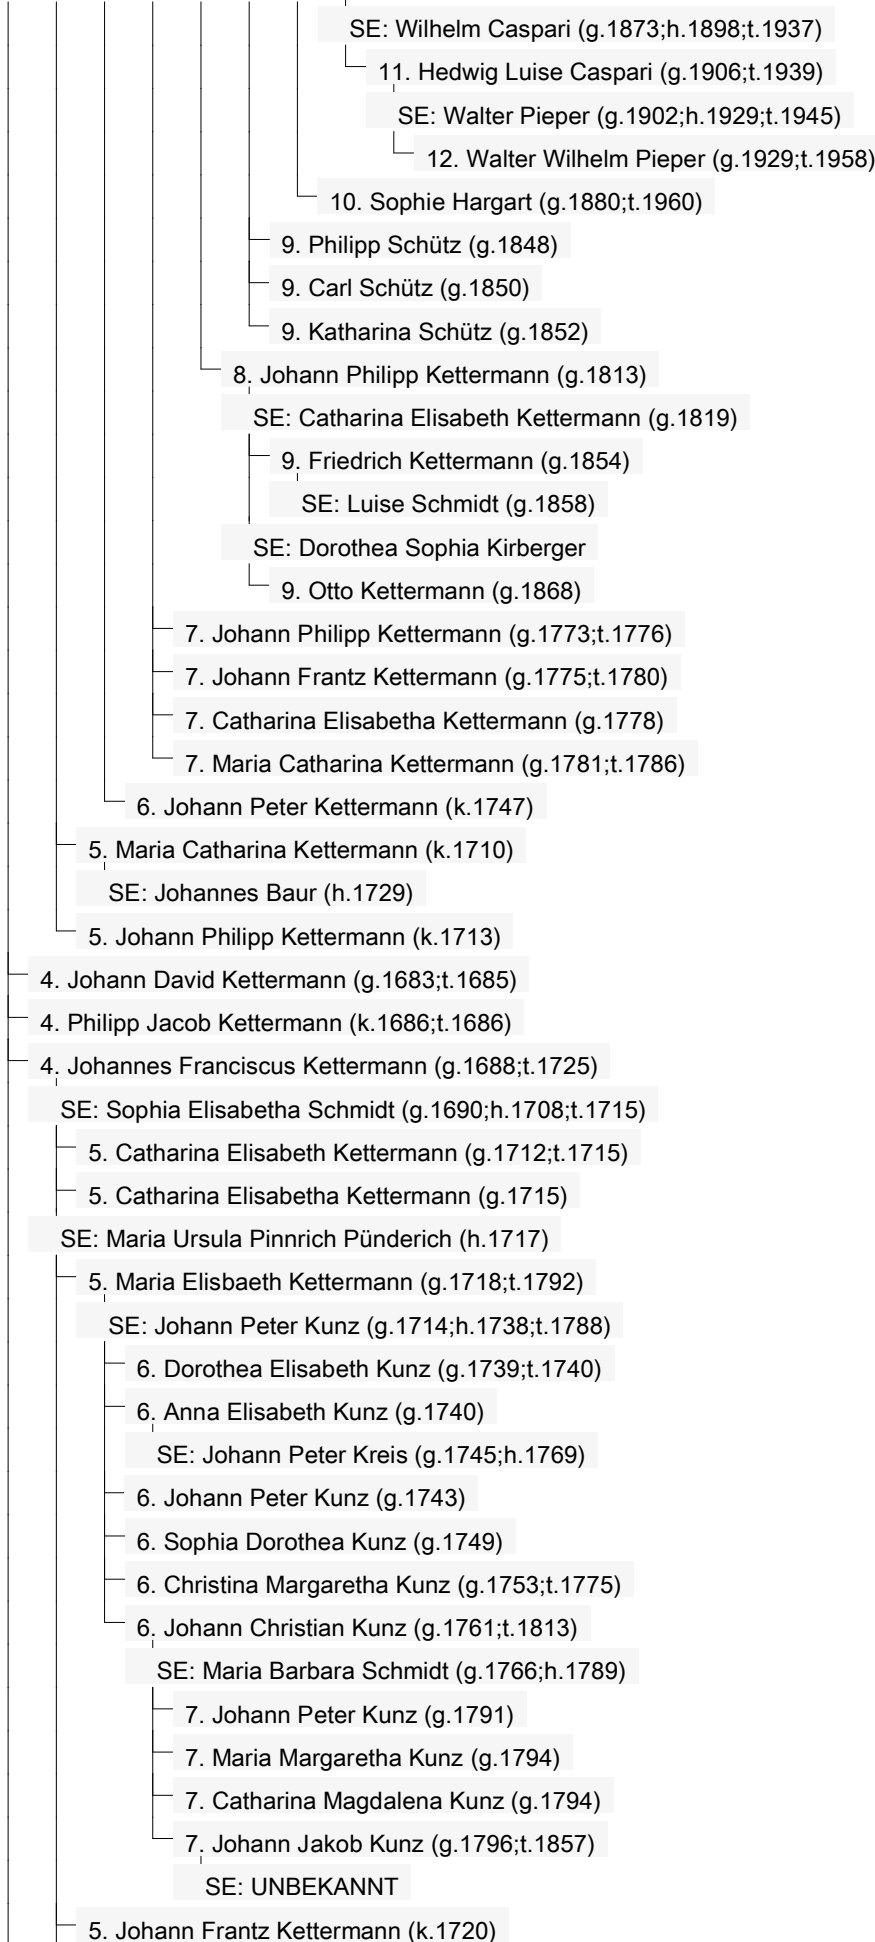 SE: Wilhelm Caspari (g.1873;h.1898;t.1937)
11. Hedwig Luise Caspari (g.1906;t.1939)
SE: Walter Pieper (g.1902;h.1929;t.1945)
12. Walter Wilhelm Pieper (g.1929;t.1958)
10. Sophie Hargart (g.1880;t.1960)
9. Philipp Schütz (g.1848)
9. Carl Schütz (g.1850)
9. Katharina Schütz (g.1852)
8. Johann Philipp Kettermann (g.1813)
SE: Catharina Elisabeth Kettermann (g.1819)
9. Friedrich Kettermann (g.1854)
SE: Luise Schmidt (g.1858)
SE: Dorothea Sophia Kirberger
9. Otto Kettermann (g.1868)
7. Johann Philipp Kettermann (g.1773;t.1776)
7. Johann Frantz Kettermann (g.1775;t.1780)
7. Catharina Elisabetha Kettermann (g.1778)
7. Maria Catharina Kettermann (g.1781;t.1786)
6. Johann Peter Kettermann (k.1747)
5. Maria Catharina Kettermann (k.1710)
SE: Johannes Baur (h.1729)
5. Johann Philipp Kettermann (k.1713)
4. Johann David Kettermann (g.1683;t.1685)
4. Philipp Jacob Kettermann (k.1686;t.1686)
4. Johannes Franciscus Kettermann (g.1688;t.1725)
SE: Sophia Elisabetha Schmidt (g.1690;h.1708;t.1715)
5. Catharina Elisabeth Kettermann (g.1712;t.1715)
5. Catharina Elisabetha Kettermann (g.1715)
SE: Maria Ursula Pinnrich Pünderich (h.1717)
5. Maria Elisbaeth Kettermann (g.1718;t.1792)
SE: Johann Peter Kunz (g.1714;h.1738;t.1788)
6. Dorothea Elisabeth Kunz (g.1739;t.1740)
6. Anna Elisabeth Kunz (g.1740)
SE: Johann Peter Kreis (g.1745;h.1769)
6. Johann Peter Kunz (g.1743)
6. Sophia Dorothea Kunz (g.1749)
6. Christina Margaretha Kunz (g.1753;t.1775)
6. Johann Christian Kunz (g.1761;t.1813)
SE: Maria Barbara Schmidt (g.1766;h.1789)
7. Johann Peter Kunz (g.1791)
7. Maria Margaretha Kunz (g.1794)
7. Catharina Magdalena Kunz (g.1794)
7. Johann Jakob Kunz (g.1796;t.1857)
SE: UNBEKANNT
5. Johann Frantz Kettermann (k.1720)